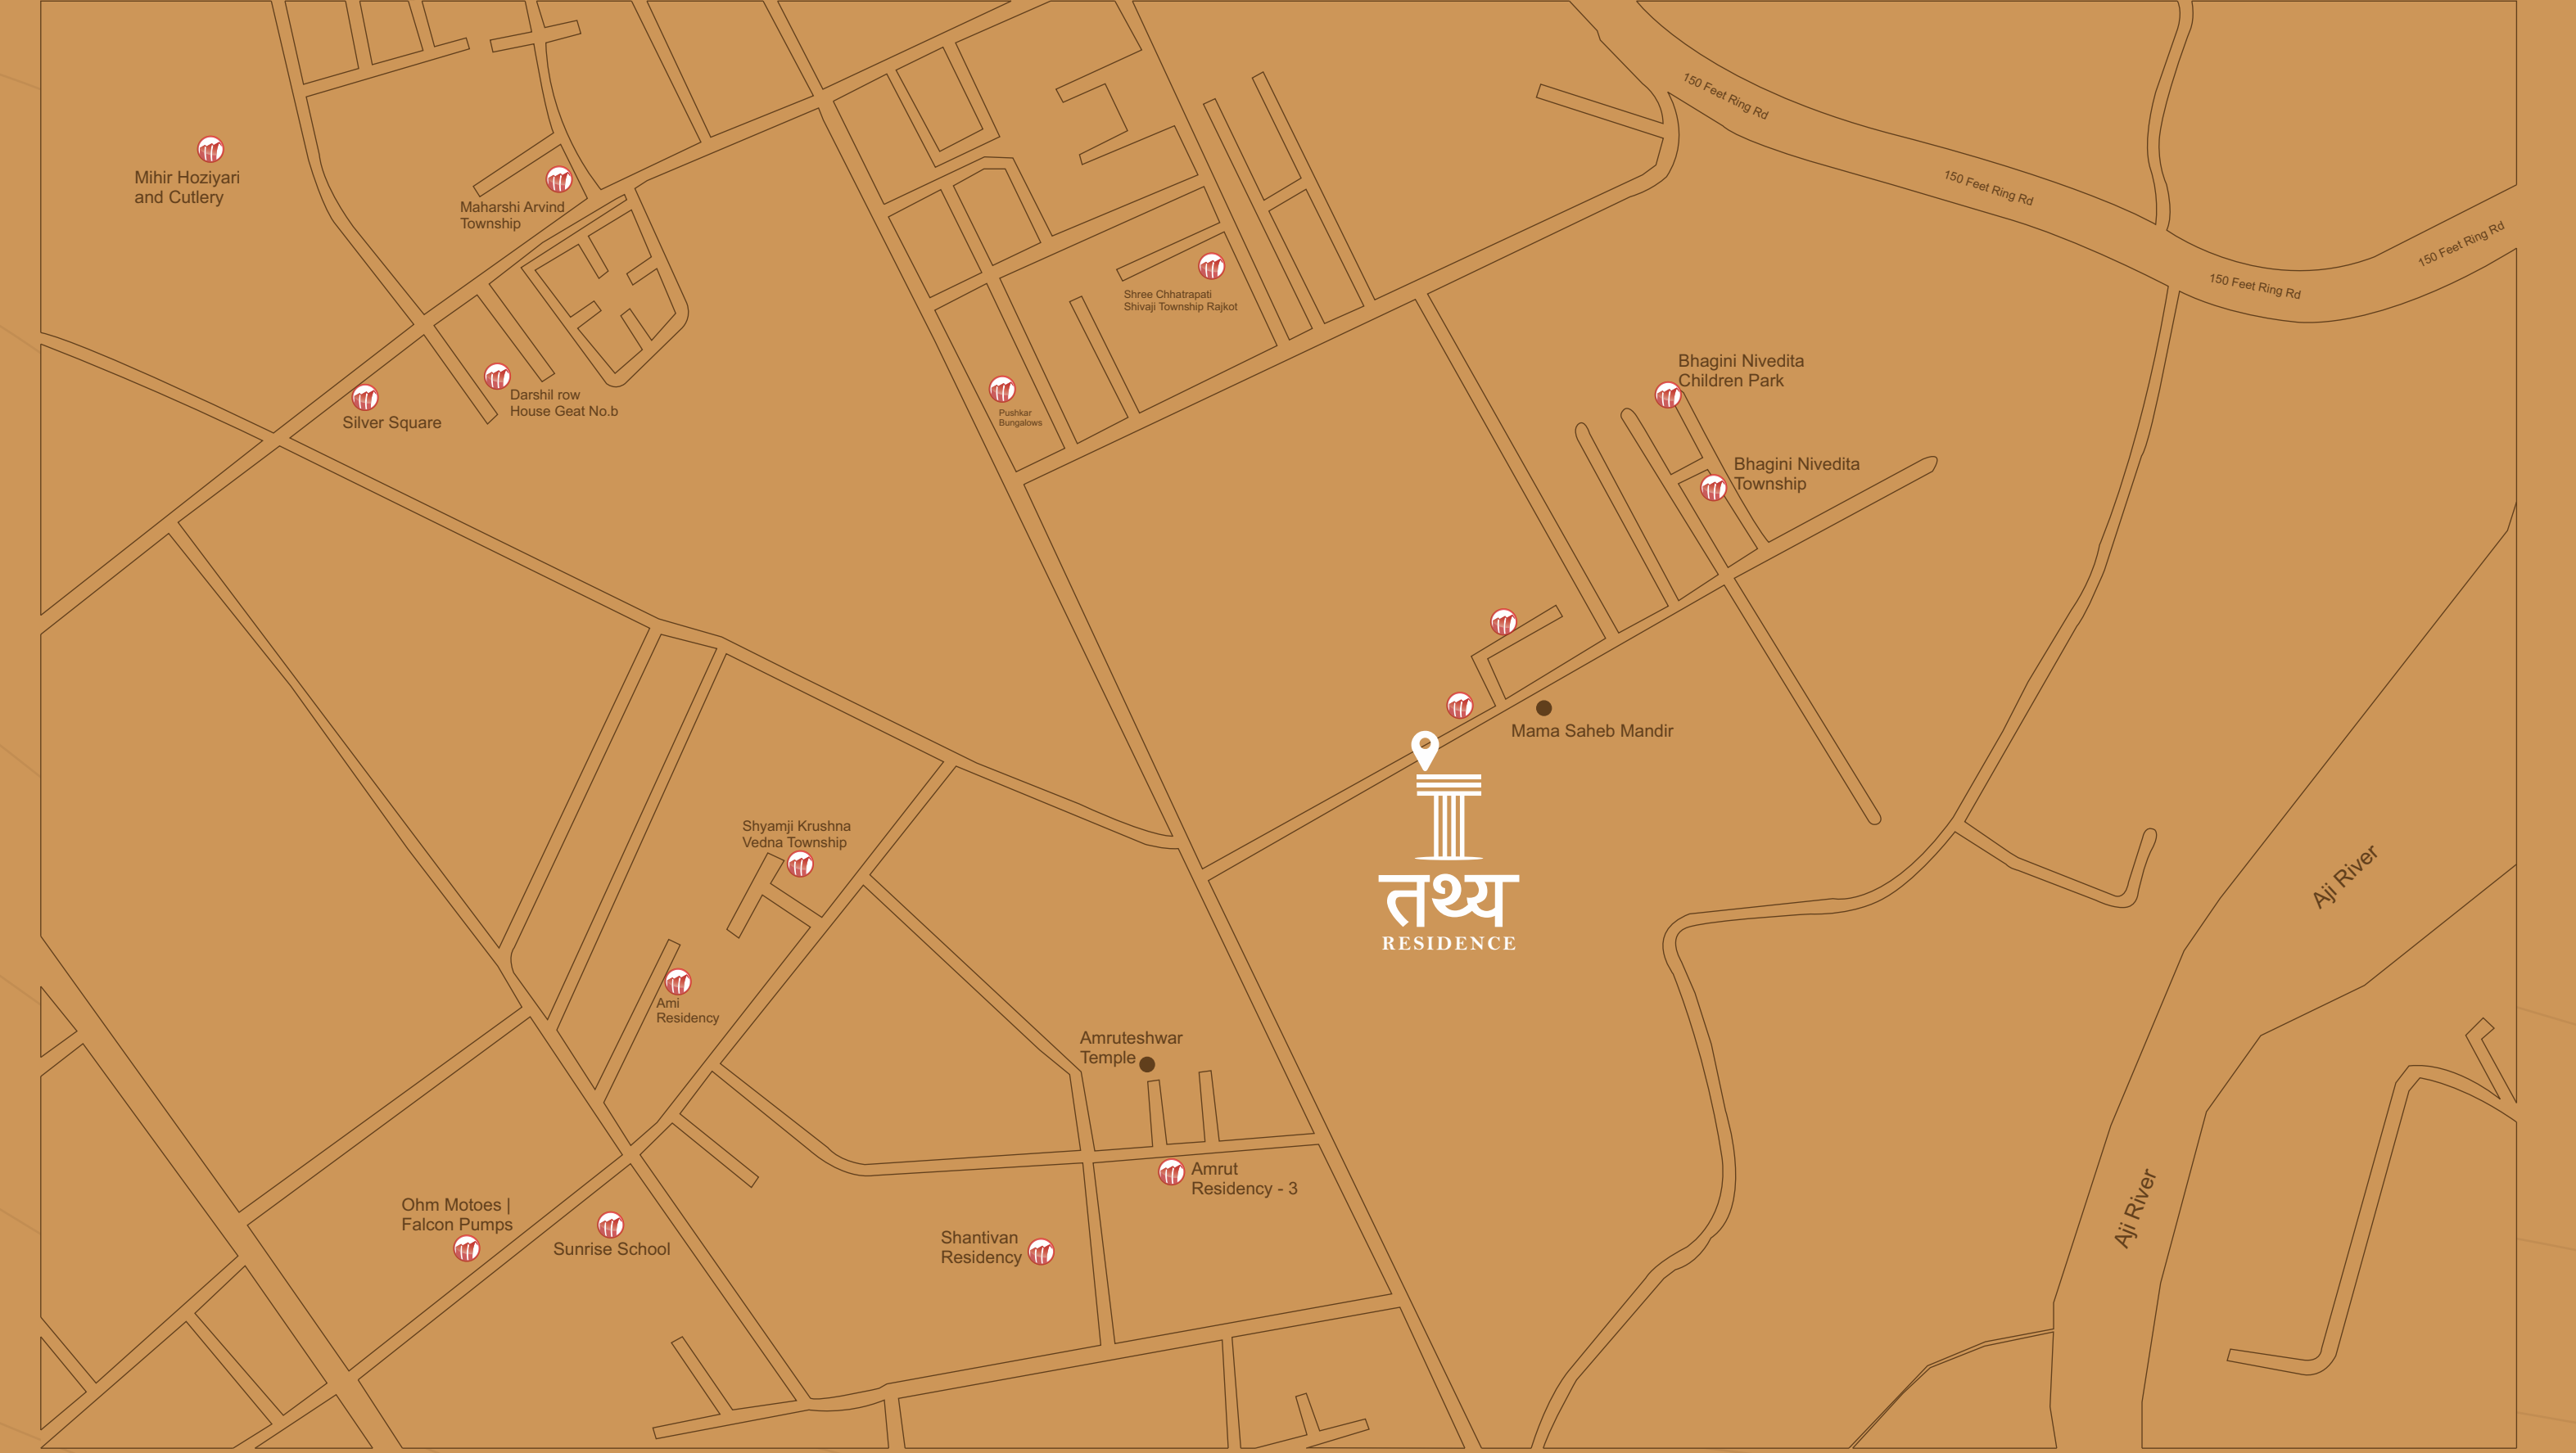 150 Feet Ring Rd
Mihir Hoziyari
and Cutlery
Maharshi Arvind
Township
150 Feet Ring Rd
150 Feet Ring Rd
150 Feet Ring Rd
Shree Chhatrapati
Shivaji Township Rajkot
Bhagini Nivedita
Children Park
Darshil row
House Geat No.b
Silver Square
Pushkar
Bungalows
Bhagini Nivedita
Township
Mama Saheb Mandir
Shyamji Krushna
Vedna Township
तथ्य
RESIDENCE
Aji River
Ami
Residency
Amruteshwar
Temple
Amrut
Residency - 3
Aji River
Ohm Motoes |
Falcon Pumps
Sunrise School
Shantivan
Residency